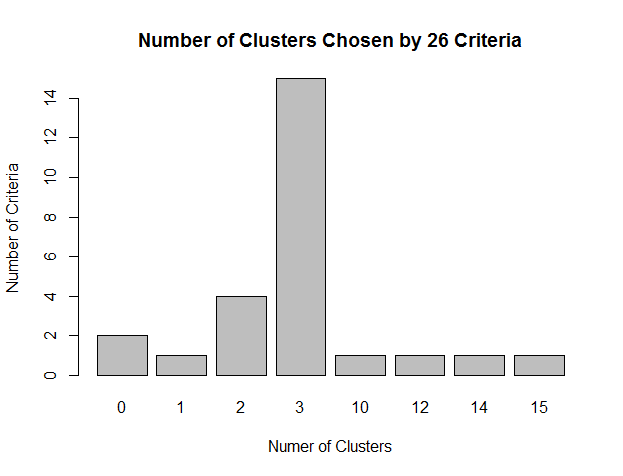 Number of Clusters Chosen by 26 Criteria
Number of Criteria
14
12
10
8
6
4
2
0
0 1 2 3 10 12 14 15
Numer of Clusters